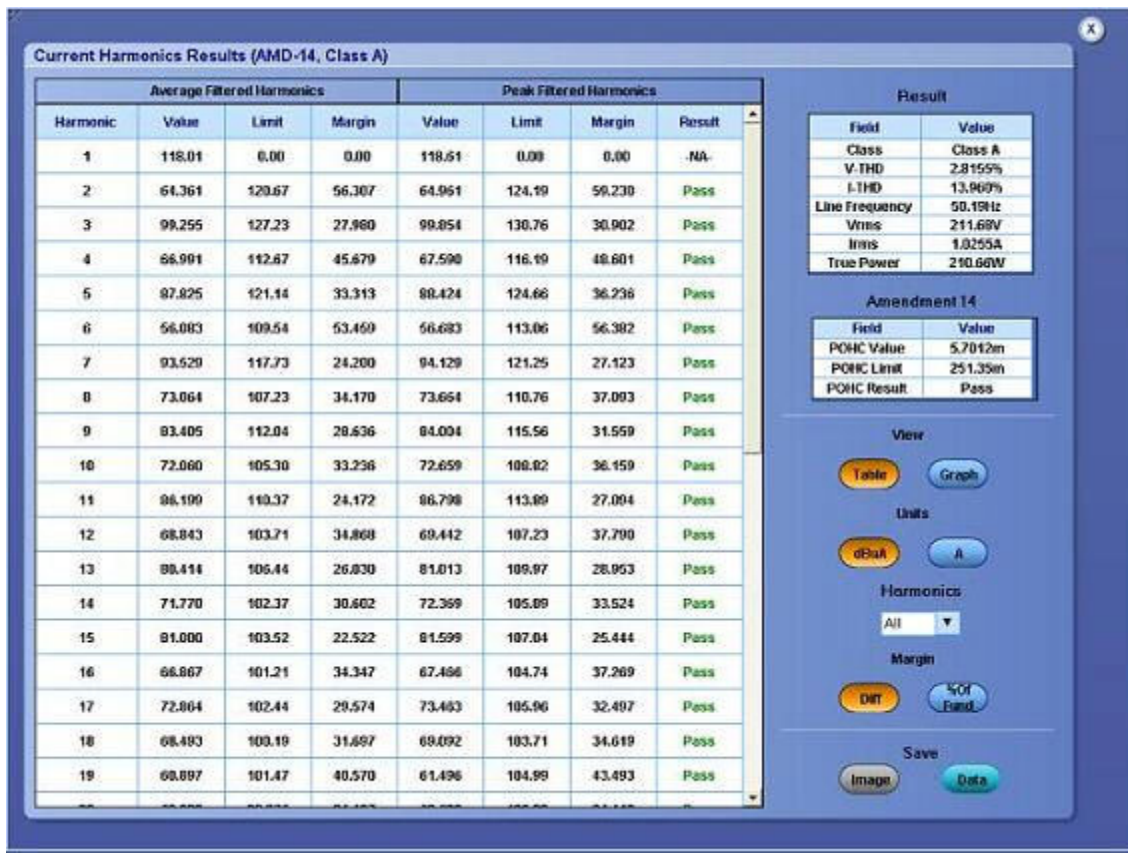 X
Current Harmonics Results (AMD-14, Class A)
Average Filtered Harmonics Peak Filtered Harmonics
Harmonic Value Limit Margin Value Limit Margin Result
1 118.01 0.00 0.00 118.61 0.00 0.00 -NA-
2 64.361 120.67 56.307 64.961 124.19 59.230 Pass
3 99.255 127.23 27.980 99.854 130.76 30.902 Pass
4 66.991 112.67 45.679 67.590 116.19 48.601 Pass
5 87.825 121.14 33.313 88.424 124.66 36.236 Pass
6 56.083 109.54 53.459 56.683 113.06 56.382 Pass
7 93.529 117.73 24.200 94.129 121.25 27.123 Pass
8 73.064 107.23 34.170 73.664 110.76 37.093 Pass
9 83.405 112.04 28.636 84.004 115.56 31.559 Pass
10 72.060 105.30 33.236 72.659 108.82 36.159 Pass
11 86.199 110.37 24.172 86.798 113.89 27.094 Pass
12 68.843 103.71 34.868 69.442 107.23 37.790 Pass
13 80.414 106.44 26.030 81.013 109.97 28.953 Pass
14 71.770 102.37 30.602 72.369 105.89 33.524 Pass
15 81.000 103.52 22.522 81.599 107.04 25.444 Pass
16 66.867 101.21 34.347 67.466 104.74 37.269 Pass
17 72.864 102.44 29.574 73.463 105.96 32.497 Pass
18 68.493 100.19 31.697 69.092 103.71 34.619 Pass
19 60.897 101.47 40.570 61.496 104.99 43.493 Pass
Result
Field Value
Class Class A
V-THD 2.8155%
I-THD 13.960%
Line Frequency 50.19Hz
Vrms 211.68V
Irms 1.0255A
True Power 210.66W
Amendment 14
Field Value
POHC Value 5.7012m
POHC Limit 251.35m
POHC Result Pass
View
Table Graph
Units
dBuA A
Harmonics
All
Margin
Diff %Of Fund
Save
Image Data